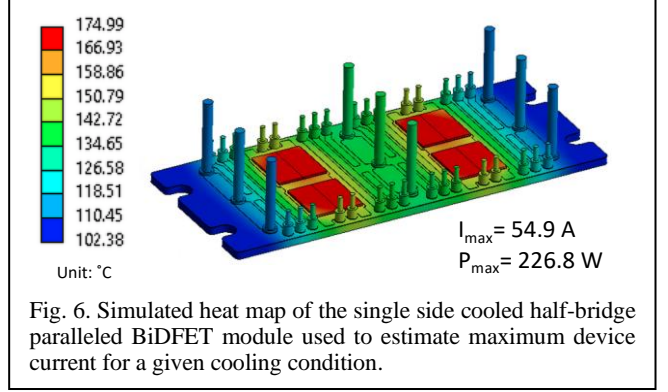 174.99
166.93
158.86
150.79
142.72
134.65
126.58
118.51
110.45
102.38
Unit: ˚C
Imax= 54.9 A
Pmax= 226.8 W
Fig. 6. Simulated heat map of the single side cooled half-bridge
paralleled BiDFET module used to estimate maximum device
current for a given cooling condition.